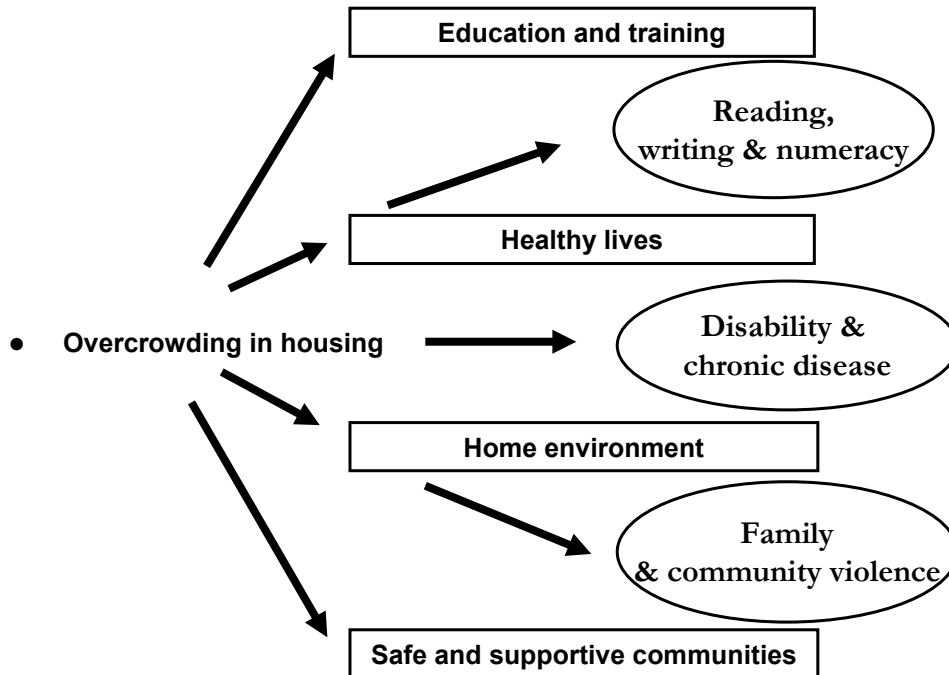 Education and training
Reading,
writing & numeracy
Healthy lives
• Overcrowding in housing
Disability &
chronic disease
Home environment
Family
& community violence
Safe and supportive communities